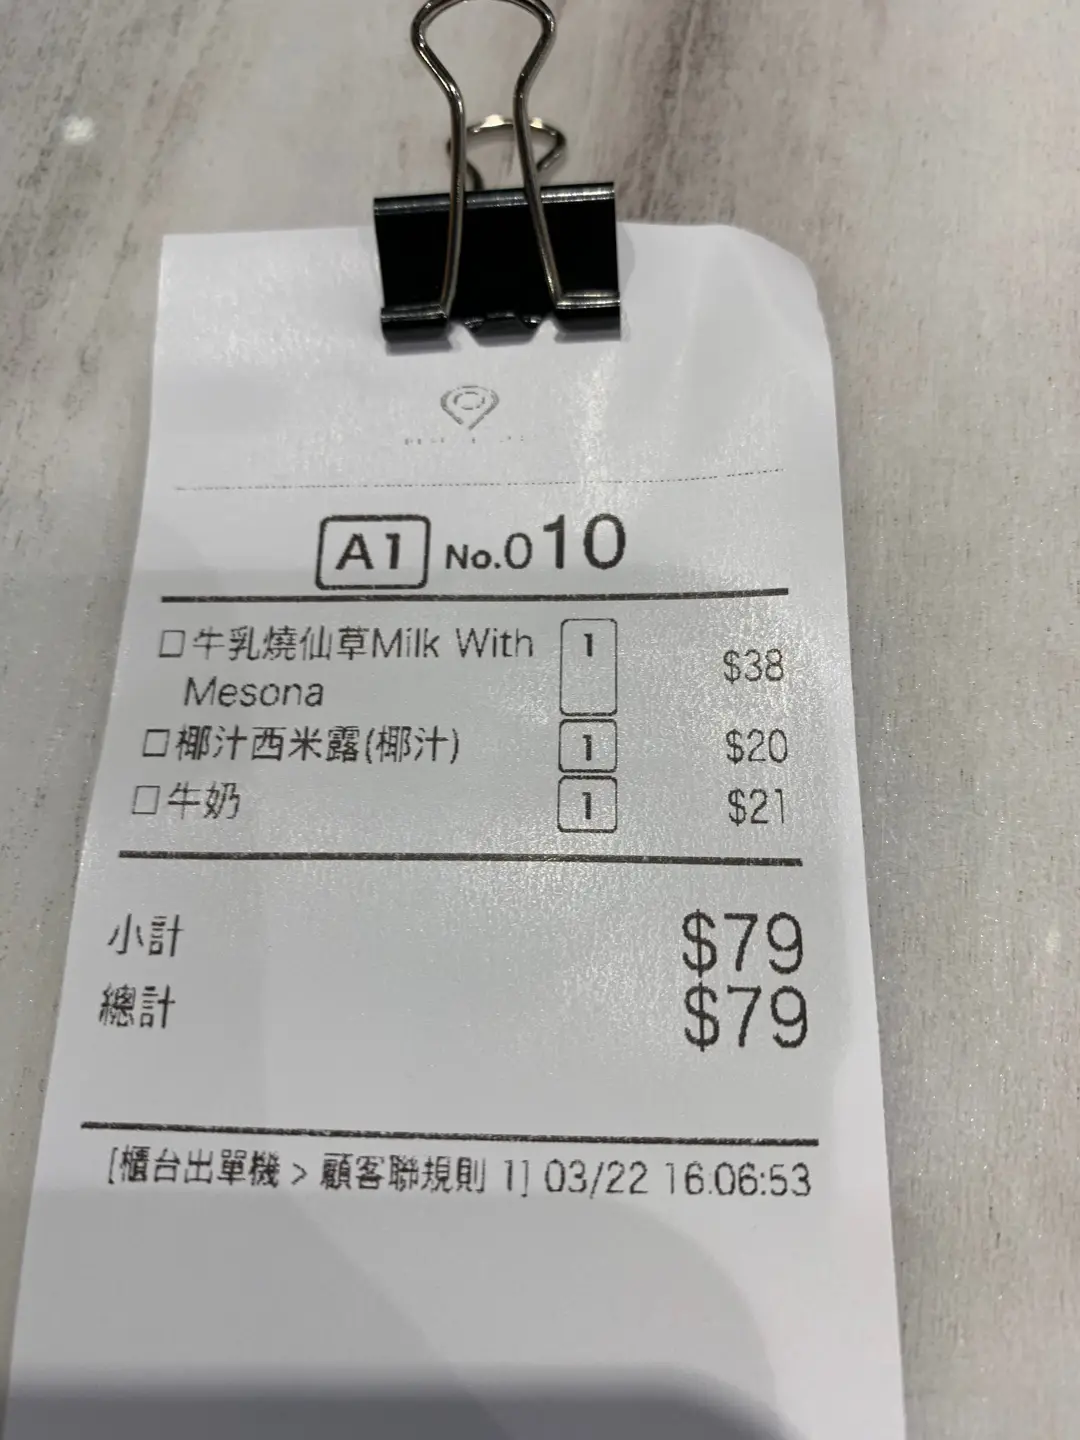 A1 No.010
□牛乳燒仙草Milk With 1 $38
Mesona
□椰汁西米露(椰汁) 1 $20
□牛奶 1 $21
小計 $79
總計 $79
[櫃台出單機 > 顧客聯規則 1] 03/22 16:06:53